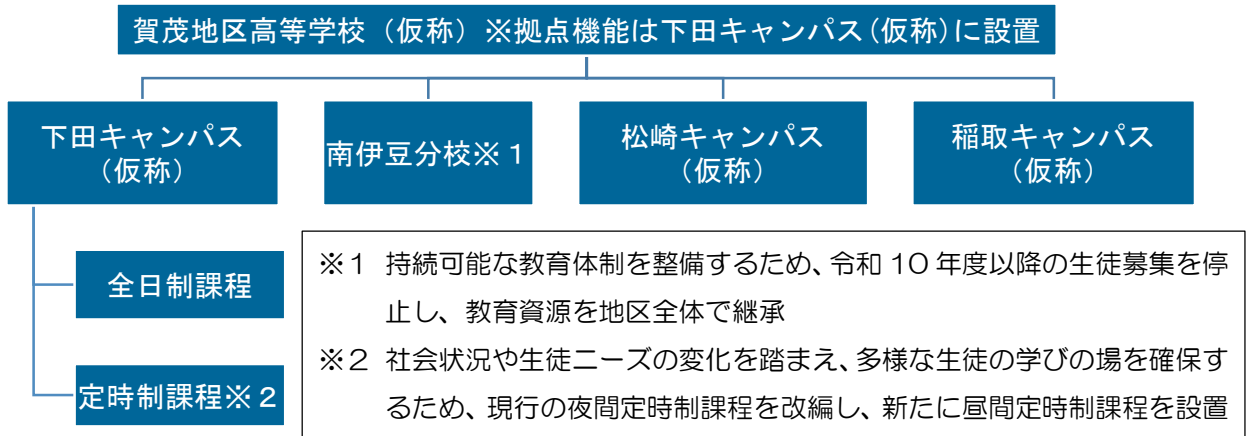 賀茂地区高等学校（仮称）※拠点機能は下田キャンパス(仮称)に設置
下田キャンパス
（仮称）
南伊豆分校※１
松崎キャンパス
（仮称）
稲取キャンパス
（仮称）
全日制課程
定時制課程※２
※１ 持続可能な教育体制を整備するため、令和 10 年度以降の生徒募集を停
止し、教育資源を地区全体で継承
※２ 社会状況や生徒ニーズの変化を踏まえ、多様な生徒の学びの場を確保す
るため、現行の夜間定時制課程を改編し、新たに昼間定時制課程を設置